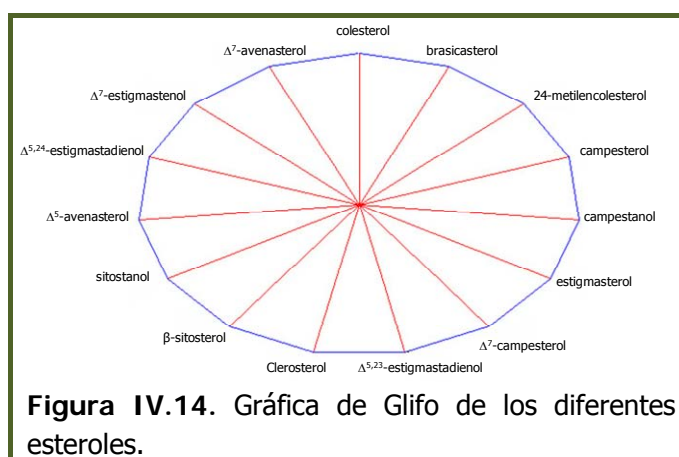 colesterol
Δ⁷-avenasterol
brasicasterol
Δ⁷-estigmastenol
24-metilencolesterol
Δ⁵,²⁴-estigmastadienol
campesterol
Δ⁵-avenasterol
campestanol
sitostanol
estigmasterol
β-sitosterol
Δ⁷-campesterol
Clerosterol
Δ⁵,²³-estigmastadienol
Figura IV.14. Gráfica de Glifo de los diferentes
esteroles.